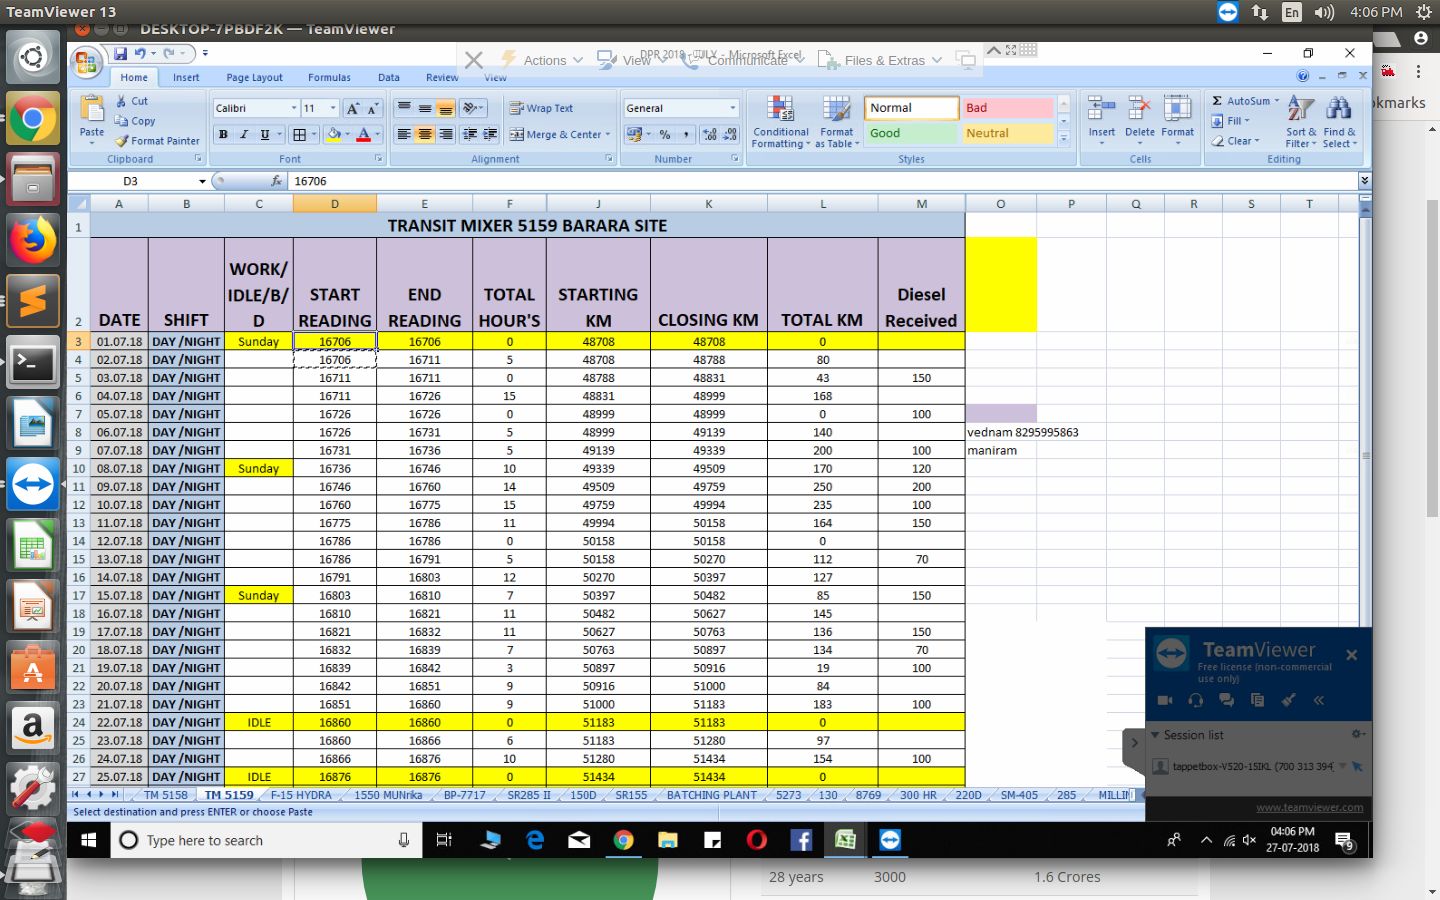 TeamViewer 13
En
4:06 PM
DESKTOP-7PBDF2K — TeamViewer
DPR 2018 - JULY - Microsoft Excel
Actions View Communicate Files & Extras
Home Insert Page Layout Formulas Data Review View
kmarks
Paste
Cut
Copy
Format Painter
Clipboard
Calibri 11
B I U
Font
Wrap Text
Merge & Center
Alignment
General
%
Number
Conditional Formatting
Format as Table
Normal Bad
Good Neutral
Styles
Insert Delete Format
Cells
Σ AutoSum
Fill
Clear
Sort & Filter
Find & Select
Editing
D3 fx 16706
A B C D E F J K L M O P Q R S T
1 TRANSIT MIXER 5159 BARARA SITE
2 DATE SHIFT WORK/IDLE/B/D START READING END READING TOTAL HOUR'S STARTING KM CLOSING KM TOTAL KM Diesel Received
3 01.07.18 DAY /NIGHT Sunday 16706 16706 0 48708 48708 0
4 02.07.18 DAY /NIGHT 16706 16711 5 48708 48788 80
5 03.07.18 DAY /NIGHT 16711 16711 0 48788 48831 43 150
6 04.07.18 DAY /NIGHT 16711 16726 15 48831 48999 168
7 05.07.18 DAY /NIGHT 16726 16726 0 48999 48999 0 100
8 06.07.18 DAY /NIGHT 16726 16731 5 48999 49139 140 vednam 8295995863
9 07.07.18 DAY /NIGHT 16731 16736 5 49139 49339 200 100 maniram
10 08.07.18 DAY /NIGHT Sunday 16736 16746 10 49339 49509 170 120
11 09.07.18 DAY /NIGHT 16746 16760 14 49509 49759 250 200
12 10.07.18 DAY /NIGHT 16760 16775 15 49759 49994 235 100
13 11.07.18 DAY /NIGHT 16775 16786 11 49994 50158 164 150
14 12.07.18 DAY /NIGHT 16786 16786 0 50158 50158 0
15 13.07.18 DAY /NIGHT 16786 16791 5 50158 50270 112 70
16 14.07.18 DAY /NIGHT 16791 16803 12 50270 50397 127
17 15.07.18 DAY /NIGHT Sunday 16803 16810 7 50397 50482 85 150
18 16.07.18 DAY /NIGHT 16810 16821 11 50482 50627 145
19 17.07.18 DAY /NIGHT 16821 16832 11 50627 50763 136 150
20 18.07.18 DAY /NIGHT 16832 16839 7 50763 50897 134 70
21 19.07.18 DAY /NIGHT 16839 16842 3 50897 50916 19 100
22 20.07.18 DAY /NIGHT 16842 16851 9 50916 51000 84
23 21.07.18 DAY /NIGHT 16851 16860 9 51000 51183 183 100
24 22.07.18 DAY /NIGHT IDLE 16860 16860 0 51183 51183 0
25 23.07.18 DAY /NIGHT 16860 16866 6 51183 51280 97
26 24.07.18 DAY /NIGHT 16866 16876 10 51280 51434 154 100
27 25.07.18 DAY /NIGHT IDLE 16876 16876 0 51434 51434 0
TeamViewer
Free license (non-commercial
use only)
Session list
tappetbox-V520-15IKL (700 313 394)
www.teamviewer.com
TM 5158 TM 5159 F-15 HYDRA 1550 MUNrika BP-7717 SR285 II 150D SR155 BATCHING PLANT 5273 130 8769 300 HR 220D SM-405 285 MILLIN
Select destination and press ENTER or choose Paste
Type here to search
04:06 PM
27-07-2018
9
28 years 3000 1.6 Crores